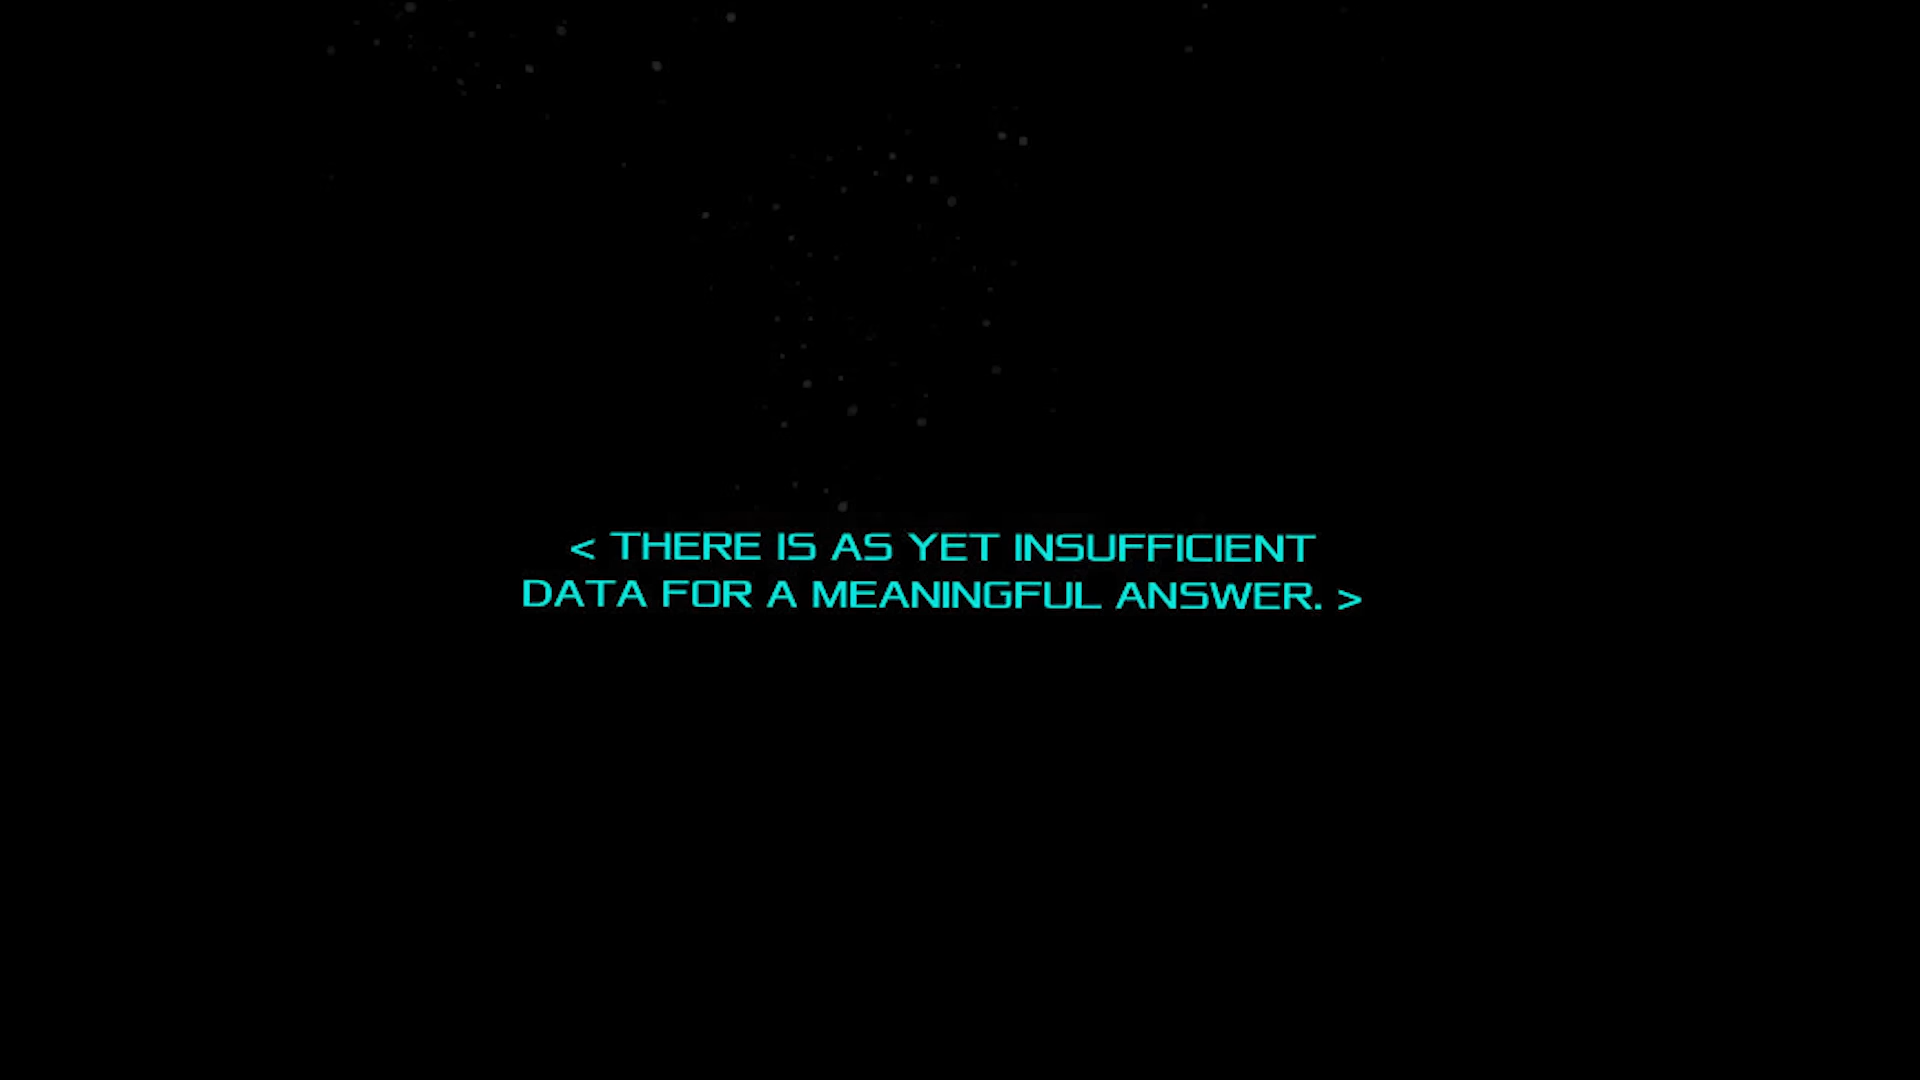 < THERE IS AS YET INSUFFICIENT
DATA FOR A MEANINGFUL ANSWER. >